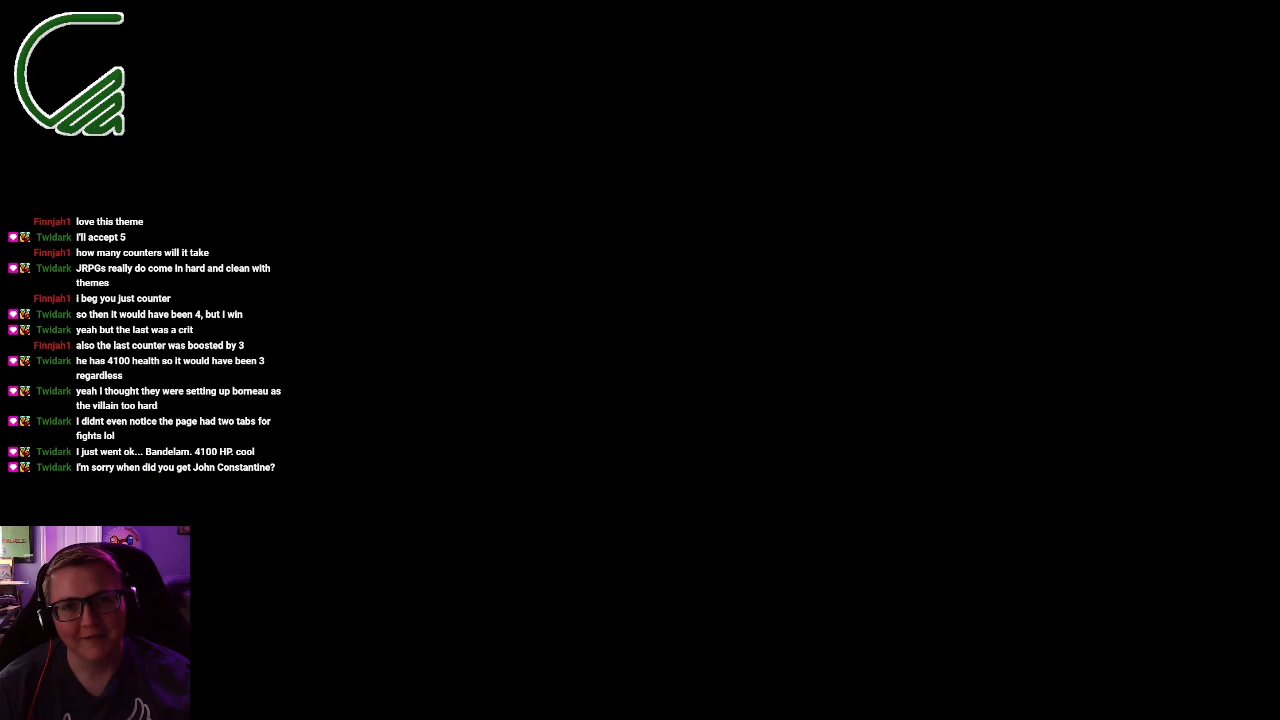 Finnjah1 love this theme
Twidark I'll accept 5
Finnjah1 how many counters will it take
Twidark JRPGs really do come in hard and clean with
themes
Finnjah1 i beg you just counter
Twidark so then it would have been 4, but I win
Twidark yeah but the last was a crit
Finnjah1 also the last counter was boosted by 3
Twidark he has 4100 health so it would have been 3
regardless
Twidark yeah I thought they were setting up borneau as
the villain too hard
Twidark I didnt even notice the page had two tabs for
fights lol
Twidark I just went ok... Bandelam. 4100 HP. cool
Twidark I'm sorry when did you get John Constantine?